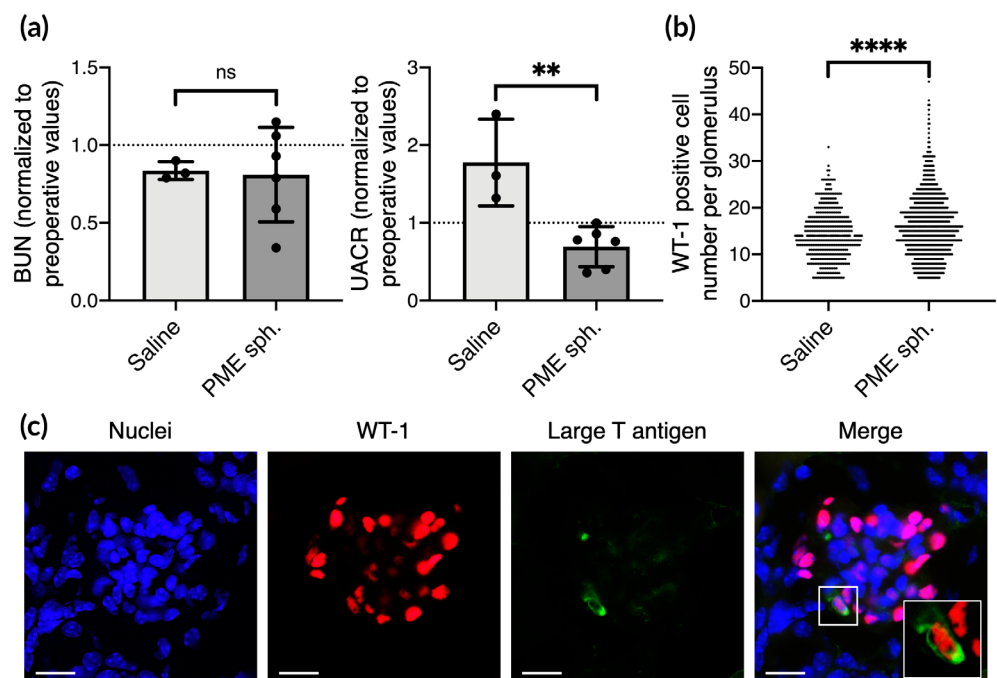 (a)
BUN (normalized to
preoperative values)
1.5
1.0
0.5
0.0
ns
Saline
PME sph.
UACR (normalized to
preoperative values)
3
2
1
0
**
Saline
PME sph.
(b)
WT-1 positive cell
number per glomerulus
50
40
30
20
10
0
****
Saline
PME sph.
(c)
Nuclei
WT-1
Large T antigen
Merge